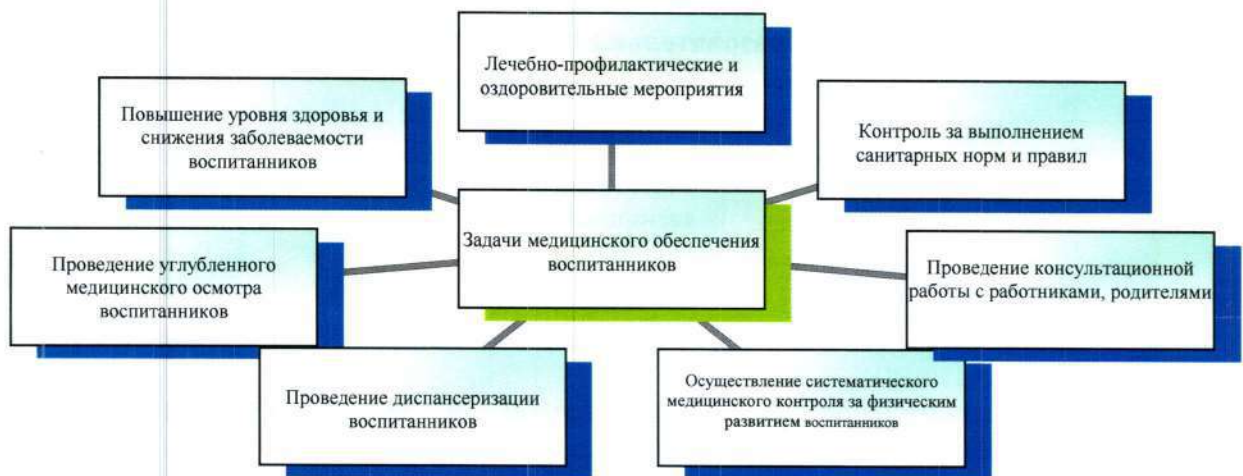 Лечебно-профилактические и
оздоровительные мероприятия
Повышение уровня здоровья и
снижения заболеваемости
воспитанников
Контроль за выполнением
санитарных норм и правил
Задачи медицинского обеспечения
воспитанников
Проведение углубленного
медицинского осмотра
воспитанников
Проведение консультационной
работы с работниками, родителями
Проведение диспансеризации
воспитанников
Осуществление систематического
медицинского контроля за физическим
развитием воспитанников